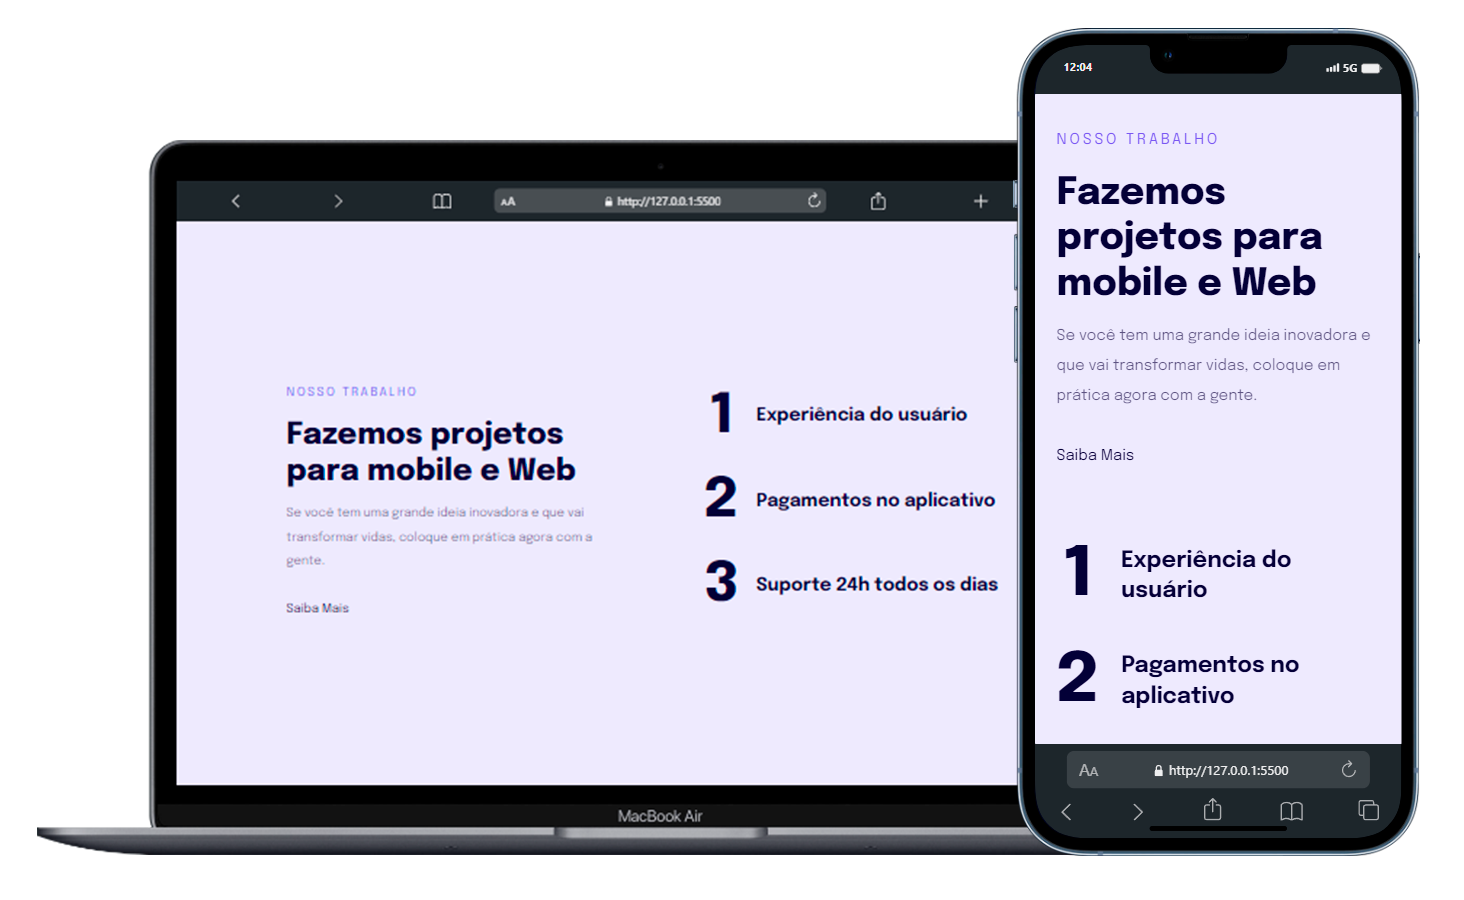 AA
http://127.0.0.1:5500
NOSSO TRABALHO
Fazemos projetos
para mobile e Web
Se você tem uma grande ideia inovadora e que vai
transformar vidas, coloque em prática agora com a
gente.
Saiba Mais
1 Experiência do usuário
2 Pagamentos no aplicativo
3 Suporte 24h todos os dias
MacBook Air
12:04
5G
NOSSO TRABALHO
Fazemos
projetos para
mobile e Web
Se você tem uma grande ideia inovadora e
que vai transformar vidas, coloque em
prática agora com a gente.
Saiba Mais
1 Experiência do
usuário
2 Pagamentos no
aplicativo
AA
http://127.0.0.1:5500